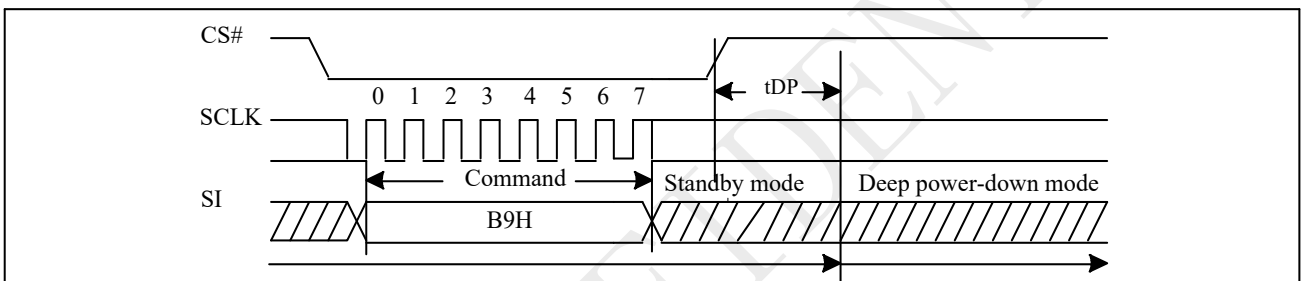 CS#
tDP
0 1 2 3 4 5 6 7
SCLK
Command
Standby mode
Deep power-down mode
SI
B9H